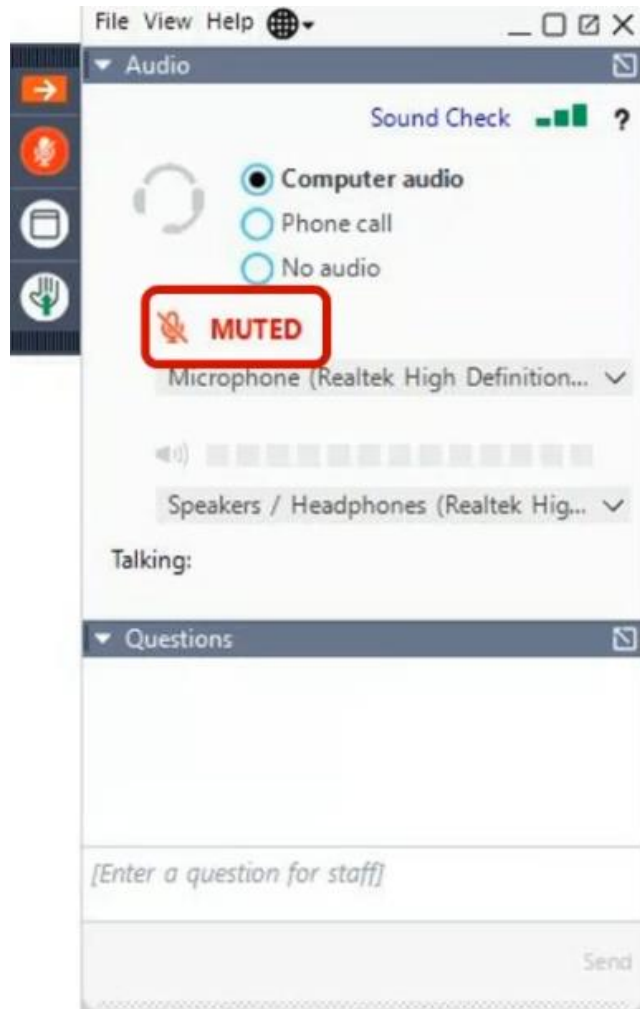 File View Help
Audio
Sound Check ?
Computer audio
Phone call
No audio
MUTED
Microphone (Realtek High Definition...
Speakers / Headphones (Realtek Hig...
Talking:
Questions
[Enter a question for staff]
Send